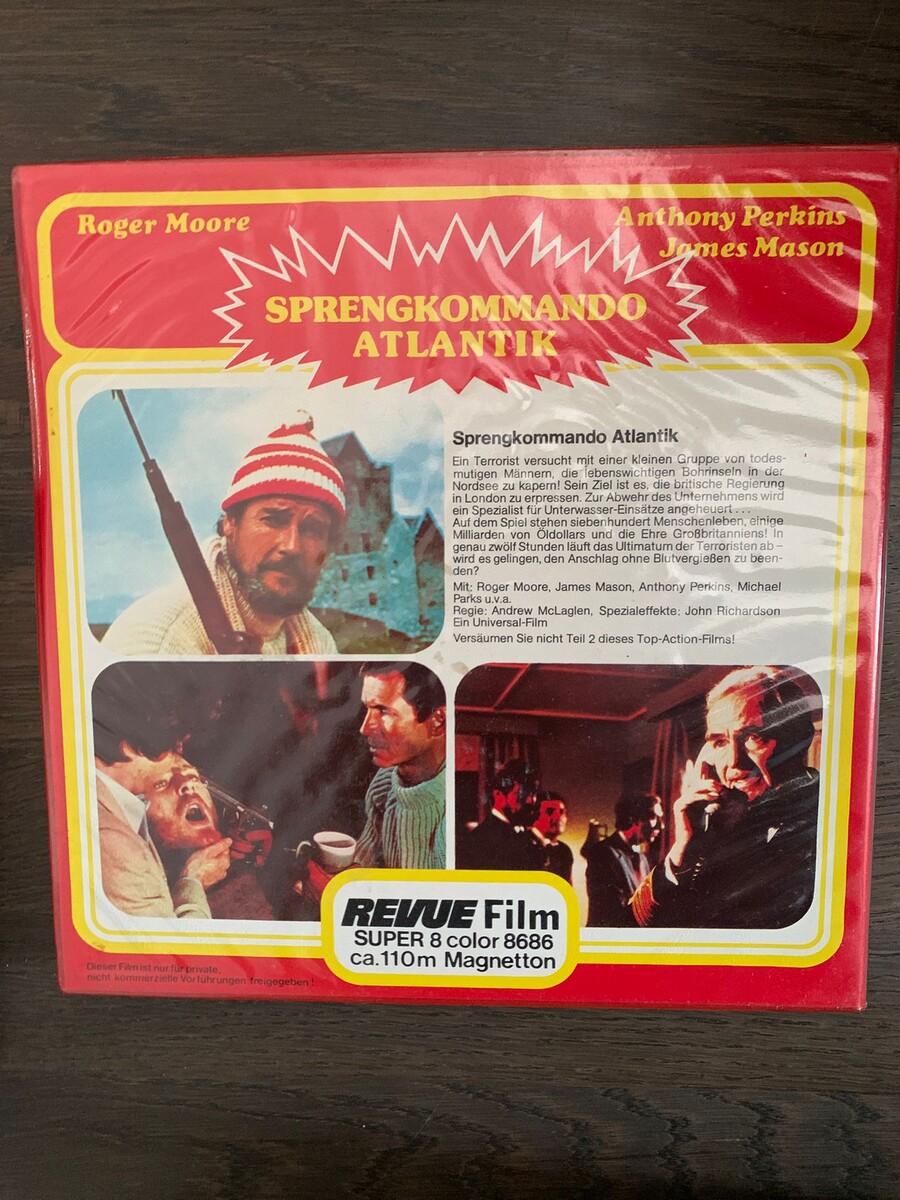 Roger Moore
Anthony Perkins
James Mason
SPRENGKOMMANDO
ATLANTIK
Sprengkommando Atlantik
Ein Terrorist versucht mit einer kleinen Gruppe von todes-
mutigen Männern, die lebenswichtigen Bohrinseln in der
Nordsee zu kapern! Sein Ziel ist es, die britische Regierung
in London zu erpressen. Zur Abwehr des Unternehmens wird
ein Spezialist für Unterwasser-Einsätze angeheuert . . .
Auf dem Spiel stehen siebenhundert Menschenleben, einige
Milliarden von Öldollars und die Ehre Großbritanniens! In
genau zwölf Stunden läuft das Ultimatum der Terroristen ab –
wird es gelingen, den Anschlag ohne Blutvergießen zu been-
den?
Mit: Roger Moore, James Mason, Anthony Perkins, Michael
Parks u.v.a.
Regie: Andrew McLaglen, Spezialeffekte: John Richardson
Ein Universal-Film
Versäumen Sie nicht Teil 2 dieses Top-Action-Films!
REVUE Film
SUPER 8 color 8686
ca. 110 m Magnetton
Dieser Film ist nur für private,
nicht kommerzielle Vorführungen freigegeben!